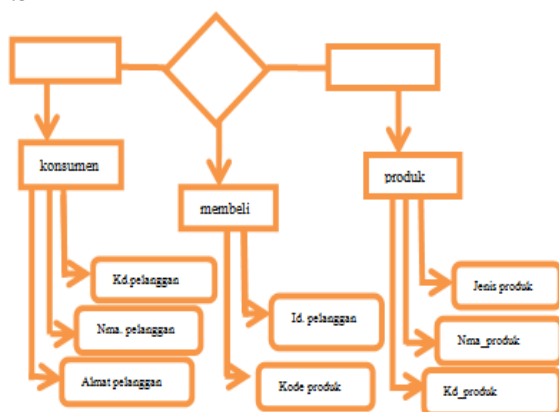 konsumen
membeli
produk
Kd.pelanggan
Nma. pelanggan
Almat pelanggan
Id. pelanggan
Kode produk
Jenis produk
Nma_produk
Kd_produk